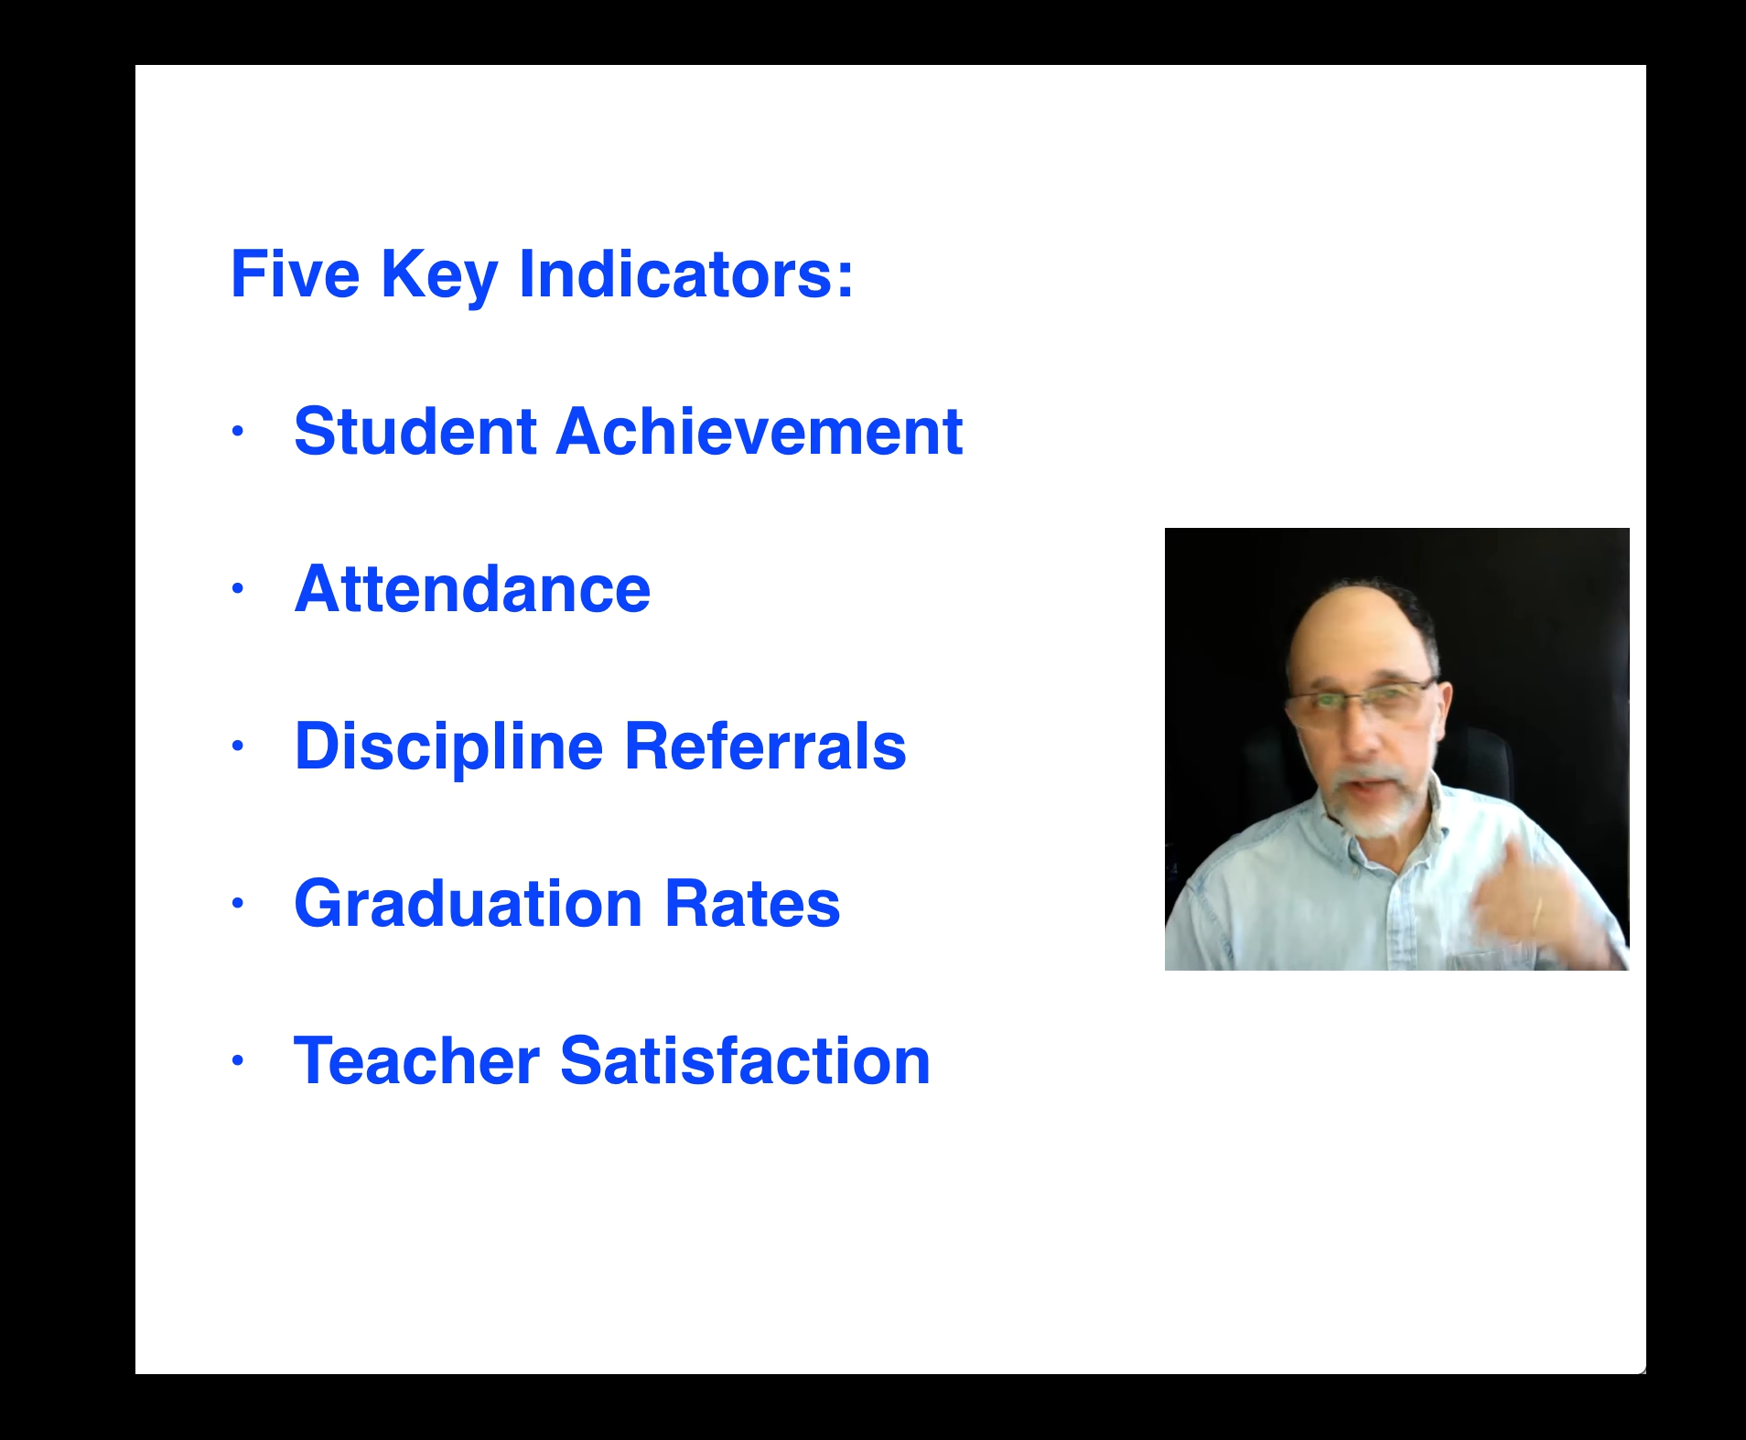 Five Key Indicators:
• Student Achievement
• Attendance
• Discipline Referrals
• Graduation Rates
• Teacher Satisfaction